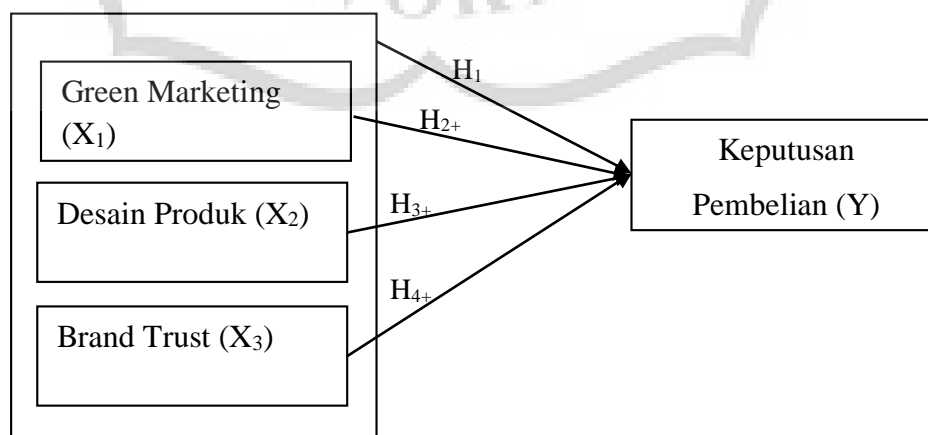 H₁
Green Marketing
(X₁)
H₂₊
Keputusan
Pembelian (Y)
Desain Produk (X₂)
H₃₊
H₄₊
Brand Trust (X₃)